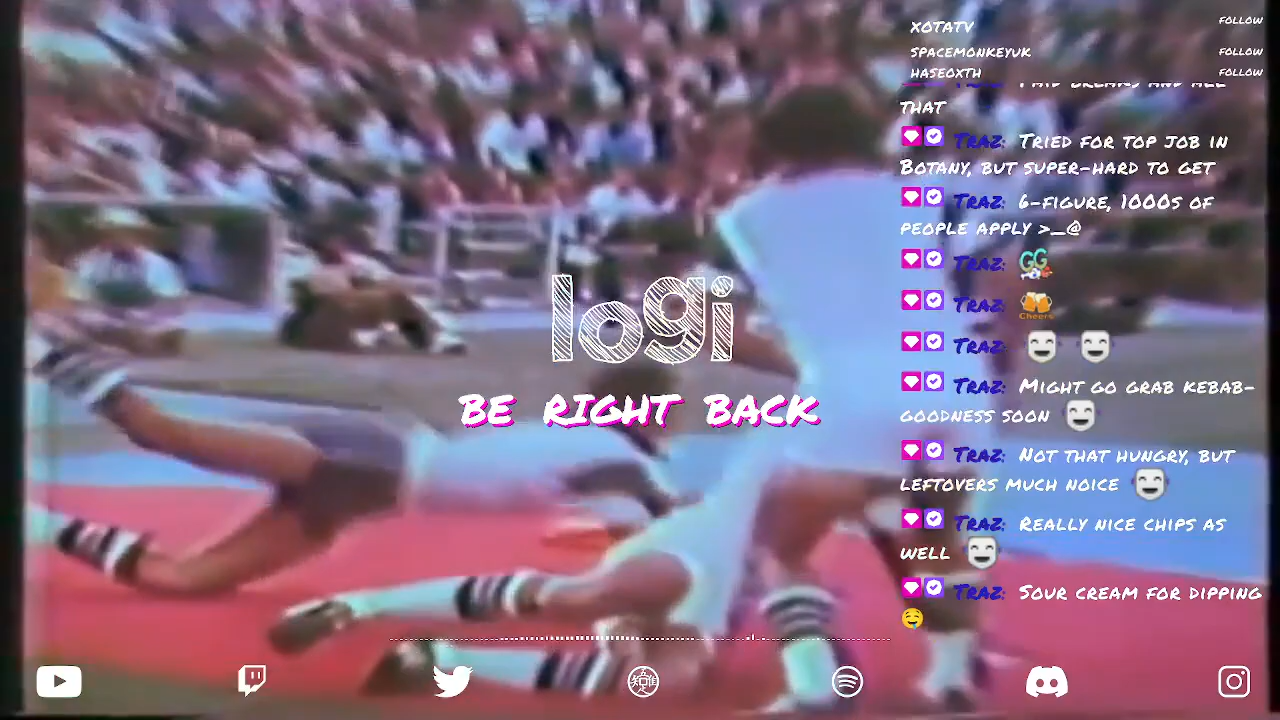 XOTATV FOLLOW
SPACEMONKEYUK FOLLOW
HASEOXTH FOLLOW
THAT
TRAZ: TRIED FOR TOP JOB IN
BOTANY, BUT SUPER-HARD TO GET
TRAZ: 6-FIGURE, 1000S OF
PEOPLE APPLY >_@
TRAZ: GG
TRAZ: Cheers
TRAZ:
TRAZ: MIGHT GO GRAB KEBAB-
GOODNESS SOON
TRAZ: NOT THAT HUNGRY, BUT
LEFTOVERS MUCH NOICE
TRAZ: REALLY NICE CHIPS AS
WELL
TRAZ: SOUR CREAM FOR DIPPING
logi
BE RIGHT BACK